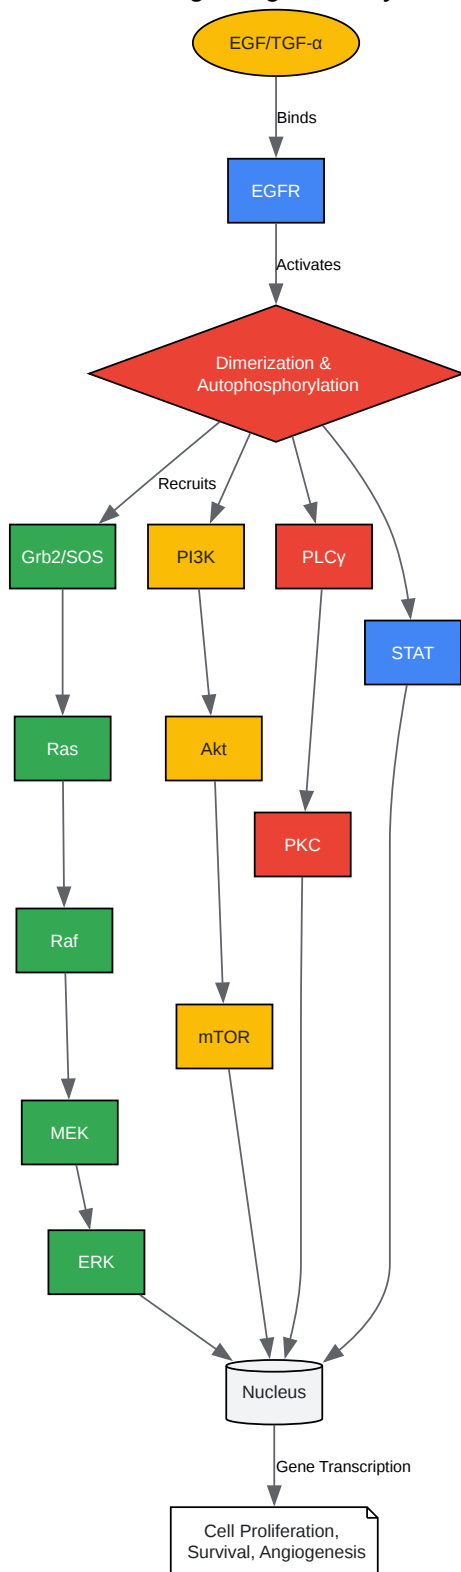 EGF/TGF-α
Binds
EGFR
Activates
Dimerization &
Autophosphorylation
Recruits
Grb2/SOS
PI3K
PLCγ
STAT
Ras
Akt
PKC
Raf
mTOR
MEK
ERK
Nucleus
Gene Transcription
Cell Proliferation,
Survival, Angiogenesis